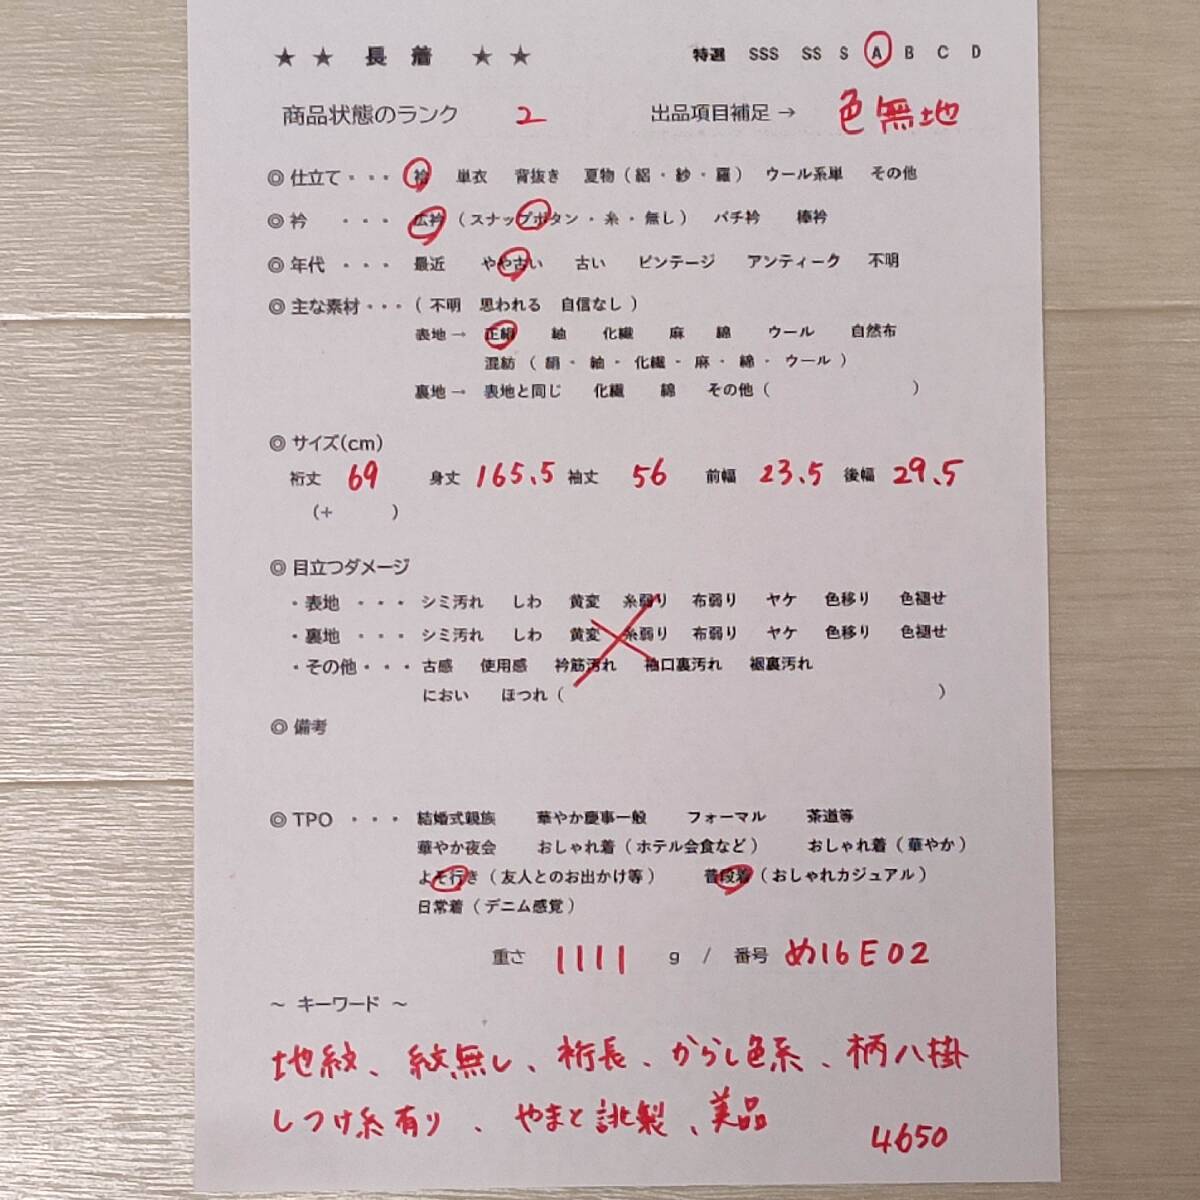 ★ ★ 長 着 ★ ★ 特選 SSS SS S A B C D
商品状態のランク 2 出品項目補足→ 色無地
◎ 仕立て・・・ 袷 単衣 背抜き 夏物（絽・紗・羅） ウール系単 その他
◎ 衿 ・・・ 広衿（スナップボタン・糸・無し） バチ衿 棒衿
◎ 年代 ・・・ 最近 やや古い 古い ビンテージ アンティーク 不明
◎ 主な素材・・・（不明 思われる 自信なし）
表地→ 正絹 紬 化繊 麻 綿 ウール 自然布
混紡（絹・紬・化繊・麻・綿・ウール）
裏地→ 表地と同じ 化繊 綿 その他（ ）
◎ サイズ(cm)
裄丈 69 身丈 165.5 袖丈 56 前幅 23.5 後幅 29.5
（+ ）
◎ 目立つダメージ
・表地 ・・・ シミ汚れ しわ 黄変 糸弱り 布弱り ヤケ 色移り 色褪せ
・裏地 ・・・ シミ汚れ しわ 黄変 糸弱り 布弱り ヤケ 色移り 色褪せ
・その他・・・ 古感 使用感 衿筋汚れ 袖口裏汚れ 裾裏汚れ
におい ほつれ（ ）
◎ 備考
◎ TPO ・・・ 結婚式親族 華やか慶事一般 フォーマル 茶道等
華やか夜会 おしゃれ着（ホテル会食など） おしゃれ着（華やか）
よそ行き（友人とのお出かけ等） 普段着（おしゃれカジュアル）
日常着（デニム感覚）
重さ 1111 g / 番号 め16E02
～ キーワード ～
地紋、紋無し、裄長、からし色系、柄八掛
しつけ糸有り、やまと誂製、美品
4650